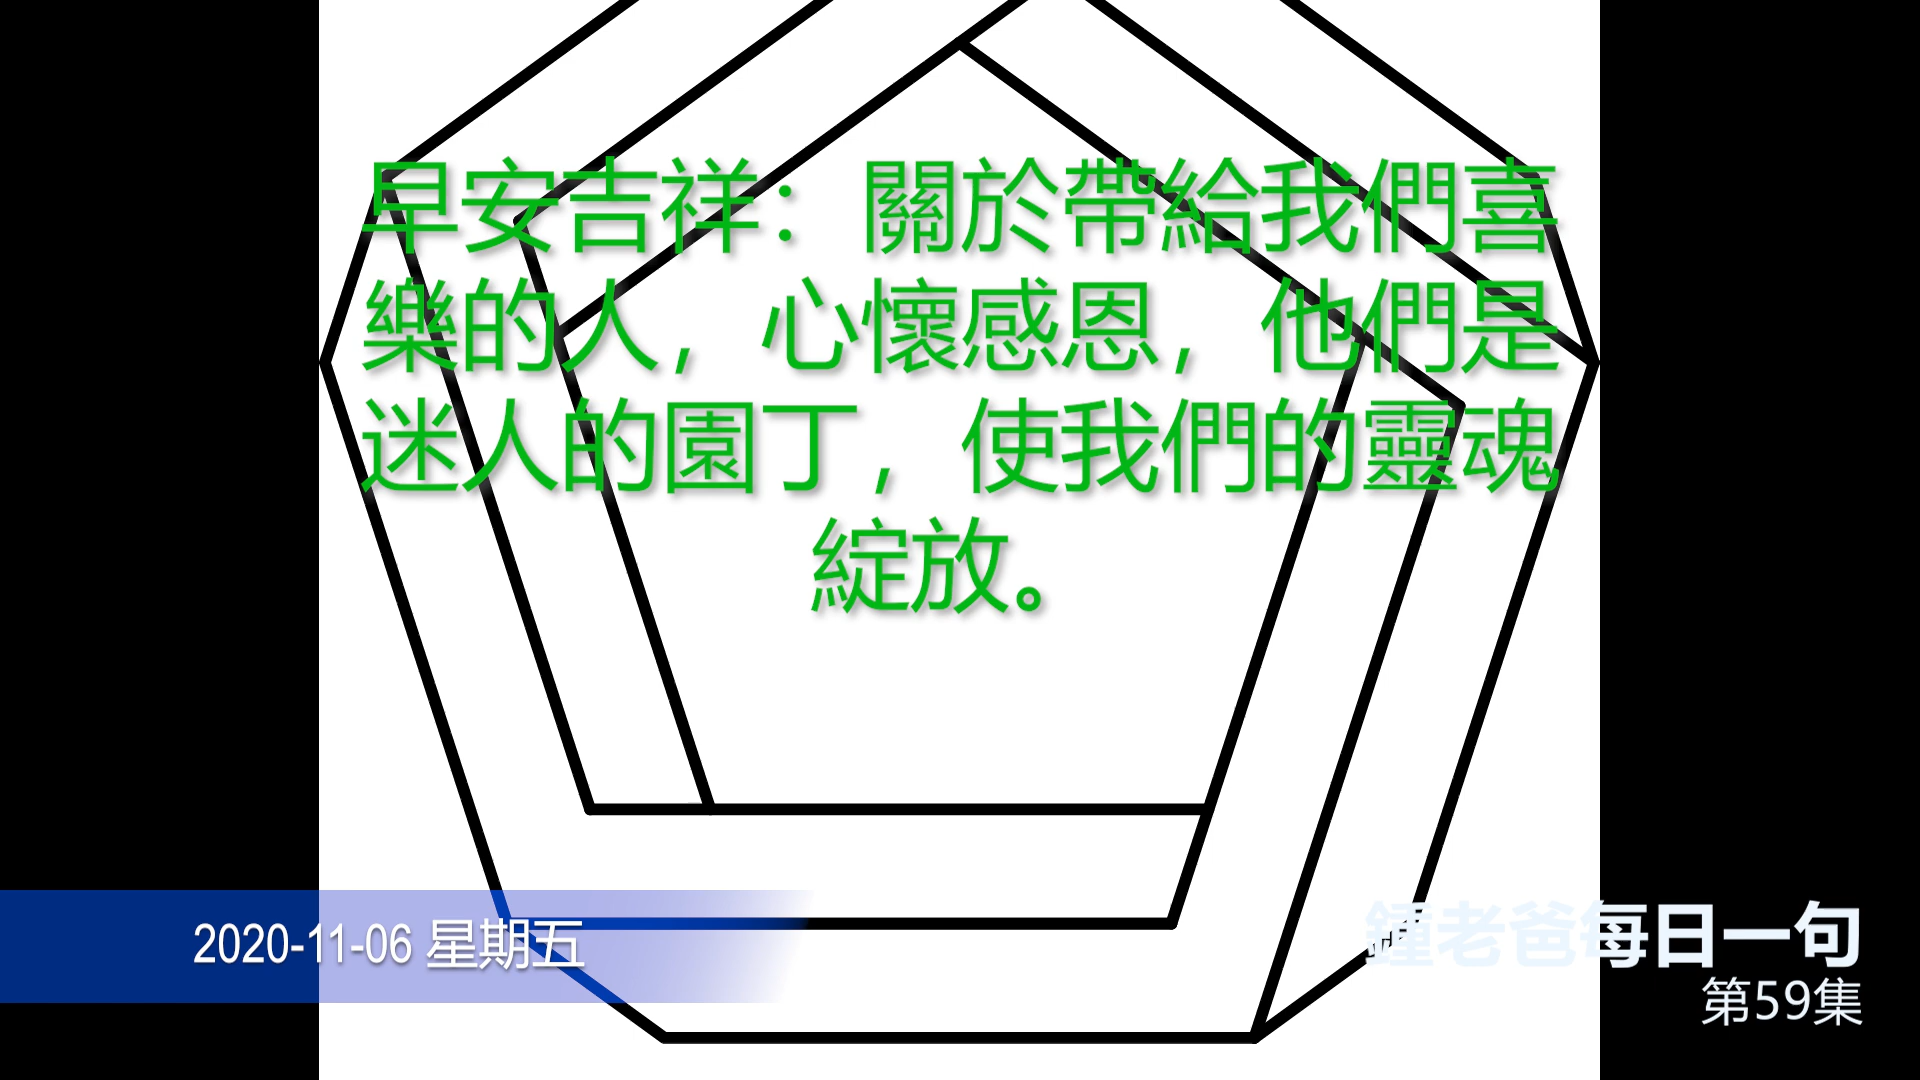 早安吉祥：關於帶給我們喜
樂的人，心懷感恩，他們是
迷人的園丁，使我們的靈魂
綻放。
2020-11-06 星期五
鐘老爸每日一句
第59集